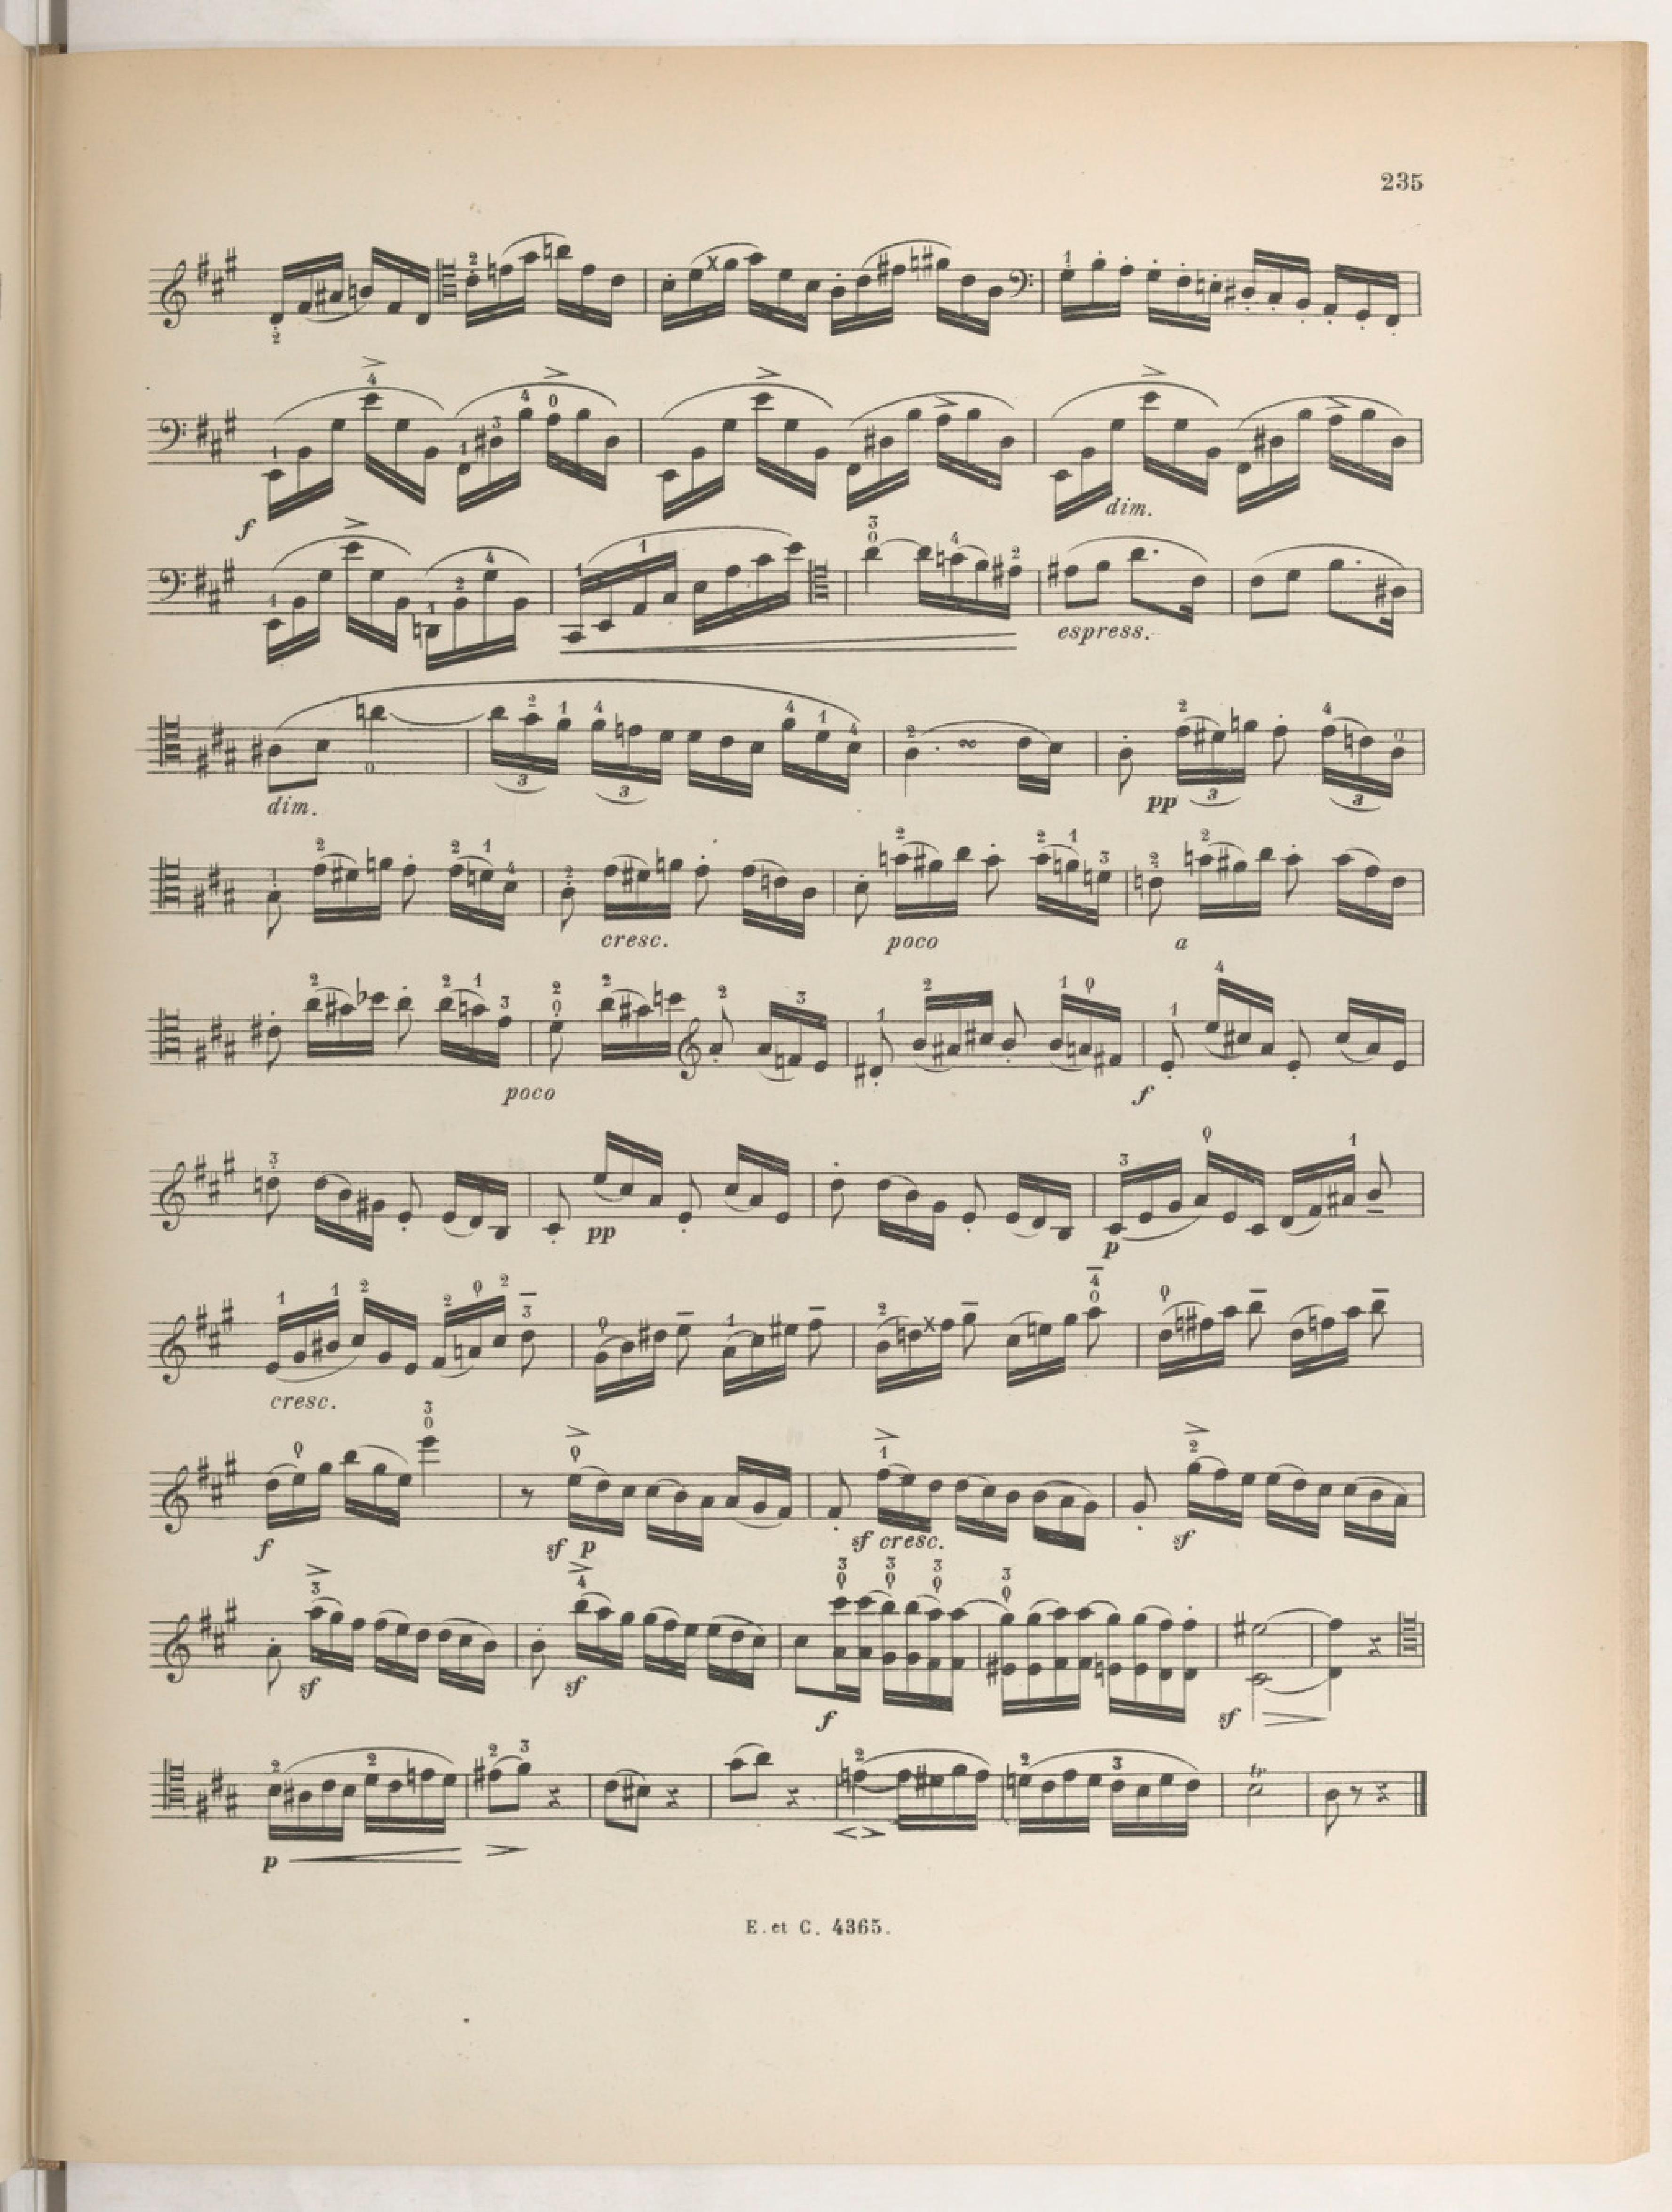 235
f
dim.
espress.
dim.
pp
cresc. poco a
poco f
pp p
cresc.
f sf p sf cresc. sf
sf sf f sf
p tr
E. et C. 4365.